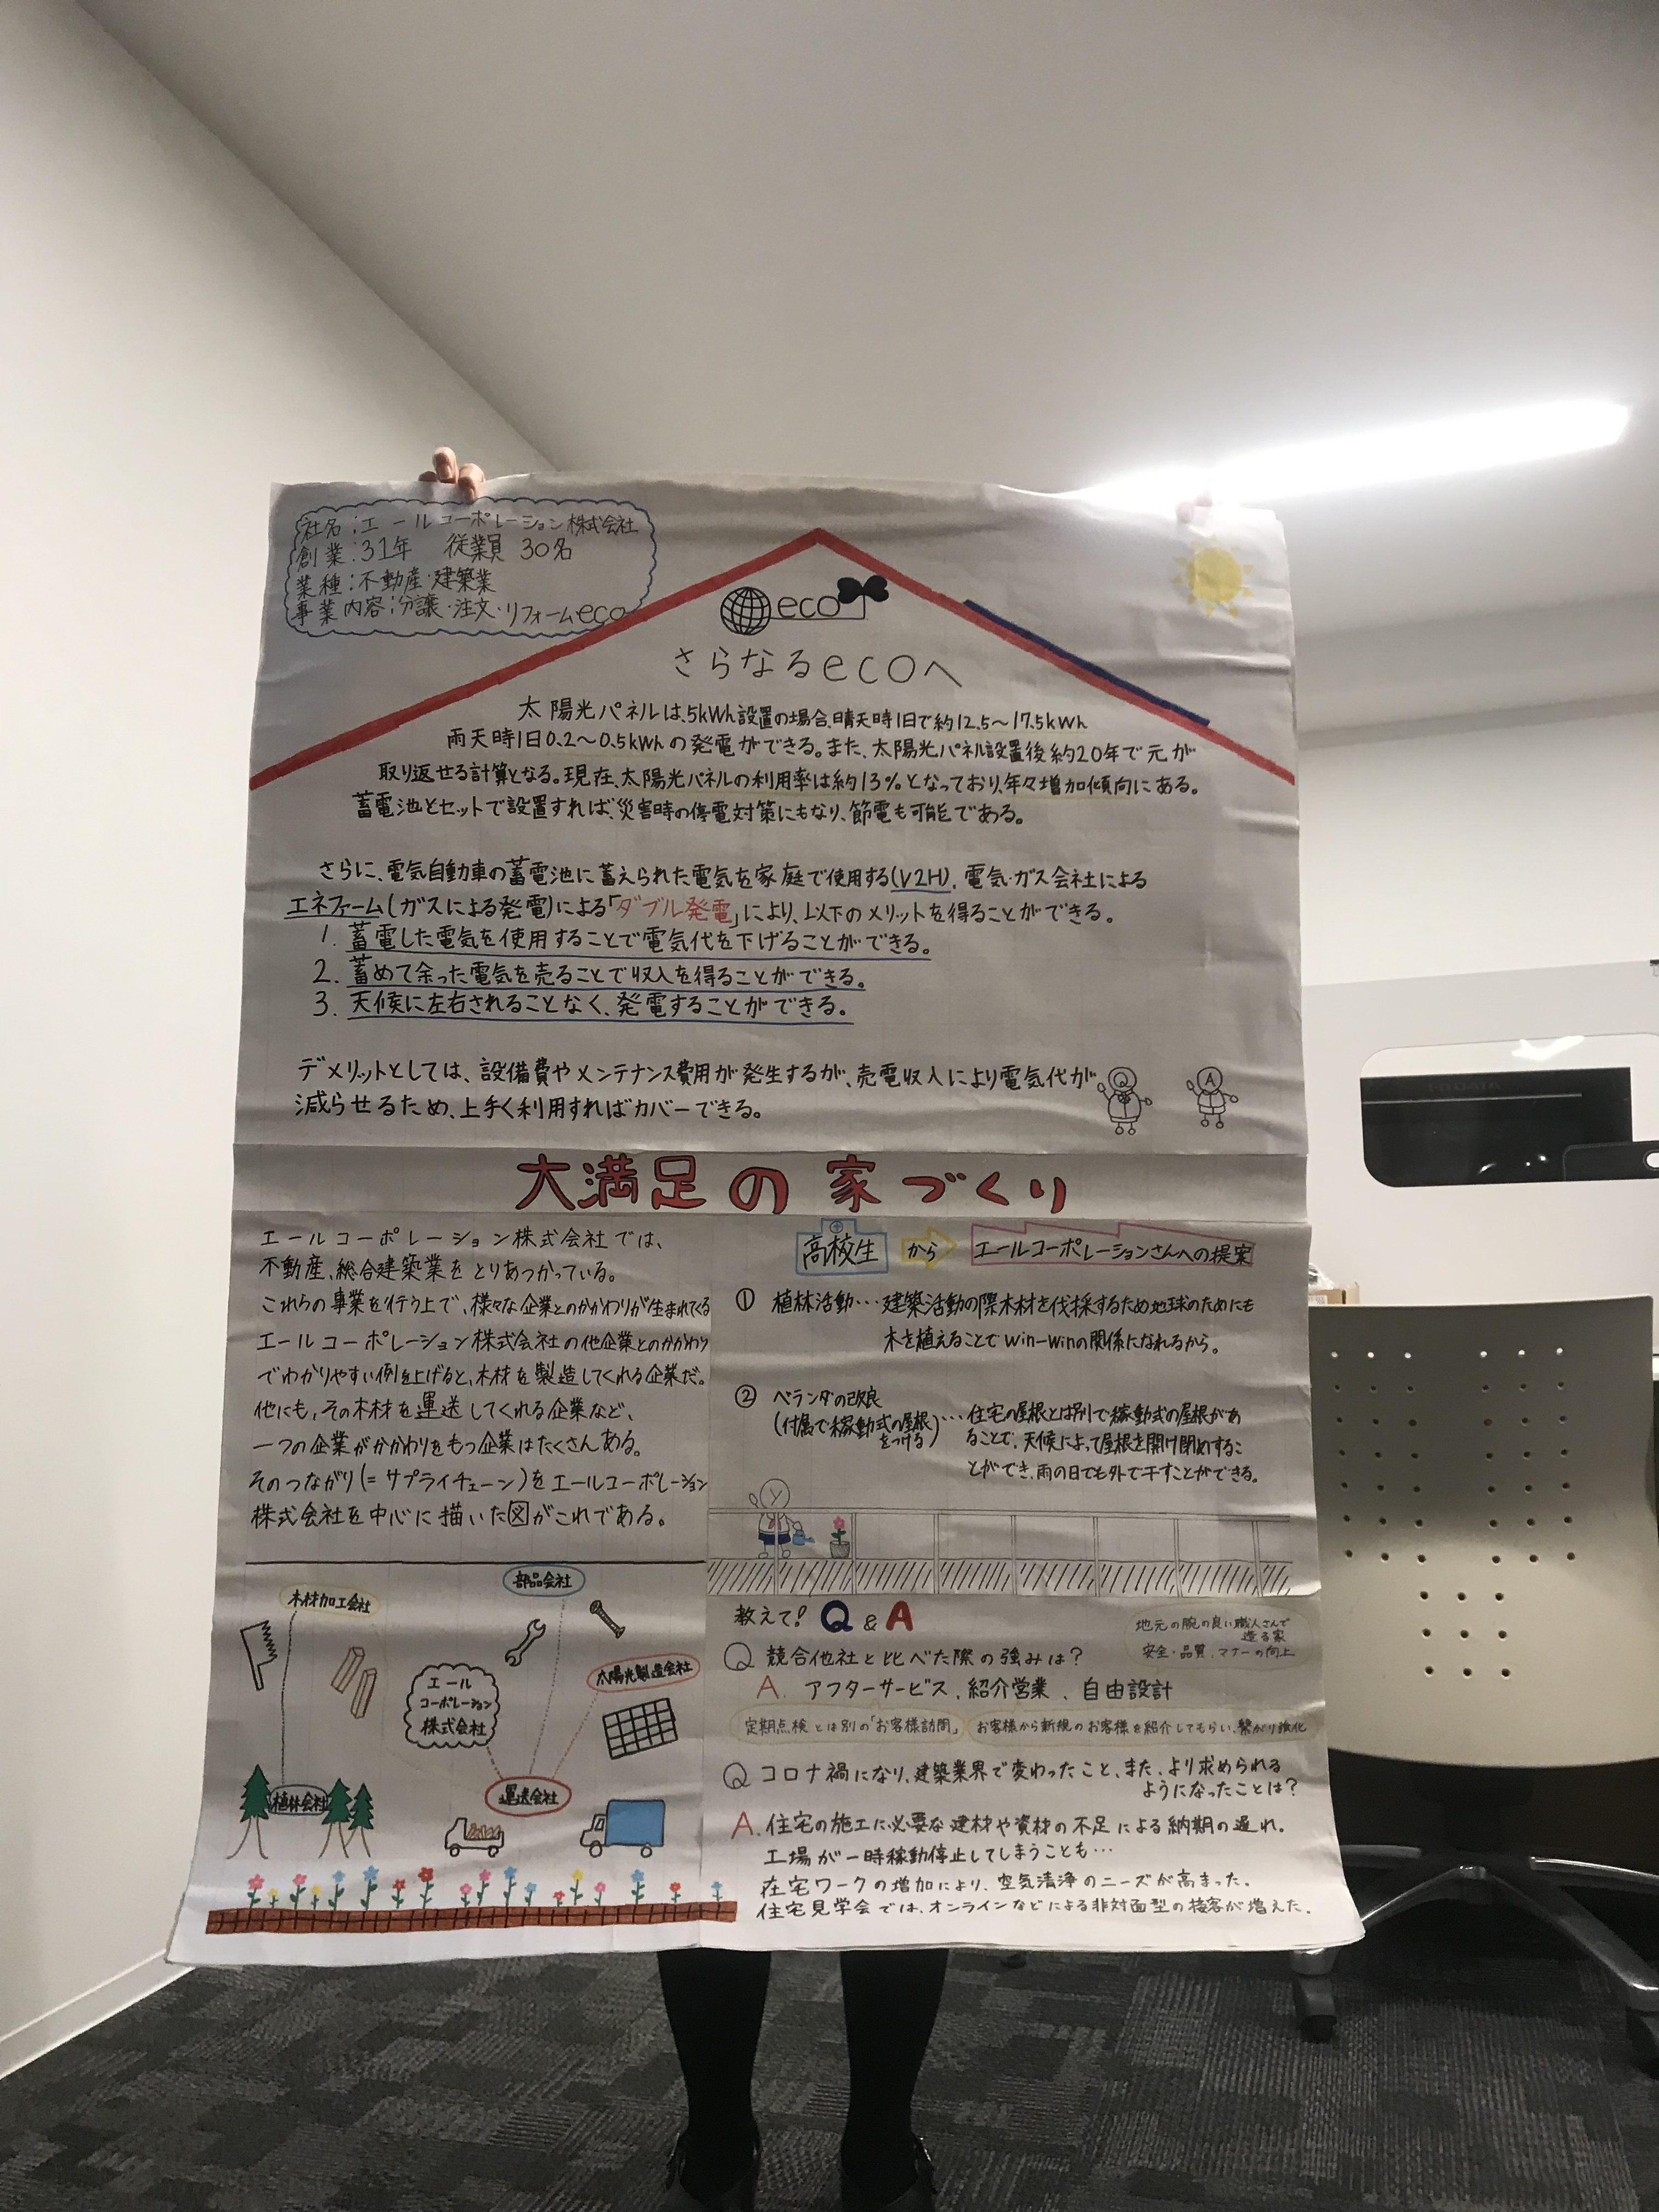 社名:エールコーポレーション株式会社
創業:31年 従業員 30名
業種:不動産・建築業
事業内容:分譲・注文・リフォームeco
eco
さらなるecoへ
太陽光パネルは、5kWh設置の場合、晴天時1日で約12.5〜17.5kWh
雨天時1日0.2〜0.5kWhの発電ができる。また、太陽光パネル設置後約20年で元が
取り返せる計算となる。現在、太陽光パネルの利用率は約13%となっており、年々増加傾向にある。
蓄電池とセットで設置すれば、災害時の停電対策にもなり、節電も可能である。
さらに、電気自動車の蓄電池に蓄えられた電気を家庭で使用する(V2H)、電気・ガス会社による
エネファーム(ガスによる発電)による「ダブル発電」により、以下のメリットを得ることができる。
1. 蓄電した電気を使用することで電気代を下げることができる。
2. 蓄めて余った電気を売ることで収入を得ることができる。
3. 天候に左右されることなく、発電することができる。
デメリットとしては、設備費やメンテナンス費用が発生するが、売電収入により電気代が
減らせるため、上手く利用すればカバーできる。
Q
A
大満足の家づくり
エールコーポレーション株式会社では、
不動産、総合建築業をとりあつかっている。
これらの事業を行う上で、様々な企業とのかかわりが生まれてくる
エールコーポレーション株式会社の他企業とのかかわり
でわかりやすい例を上げると、木材を製造してくれる企業だ。
他にも、その木材を運送してくれる企業など、
一つの企業がかかわりをもつ企業はたくさんある。
そのつながり(=サプライチェーン)をエールコーポレーション
株式会社を中心に描いた図がこれである。
木材加工会社
部品会社
太陽光製造会社
エール
コーポレーション
株式会社
植林会社
運送会社
高校生 から エールコーポレーションさんへの提案
① 植林活動…建築活動の際木材を伐採するため地球のためにも
木を植えることでwin-winの関係になれるから。
② ベランダの改良
(付属で稼動式の屋根をつける)…住宅の屋根とは別で稼動式の屋根があ
ることで、天候によって屋根を開け閉めするこ
とができ、雨の日でも外で干すことができる。
Y
教えて! Q & A
地元の腕の良い職人さんで
造る家
安全・品質、マナーの向上
Q 競合他社と比べた際の強みは?
A. アフターサービス、紹介営業、自由設計
定期点検とは別の「お客様訪問」
お客様から新規のお客様を紹介してもらい、繋がり強化
Q コロナ禍になり、建築業界で変わったこと、また、より求められる
ようになったことは?
A. 住宅の施工に必要な建材や資材の不足による納期の遅れ。
工場が一時稼動停止してしまうことも…
在宅ワークの増加により、空気清浄のニーズが高まった。
住宅見学会では、オンラインなどによる非対面型の接客が増えた。